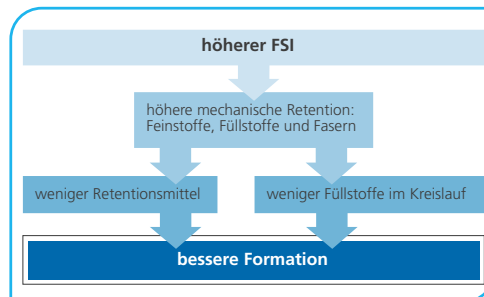 höherer FSI
höhere mechanische Retention:
Feinstoffe, Füllstoffe und Fasern
weniger Retentionsmittel
weniger Füllstoffe im Kreislauf
bessere Formation